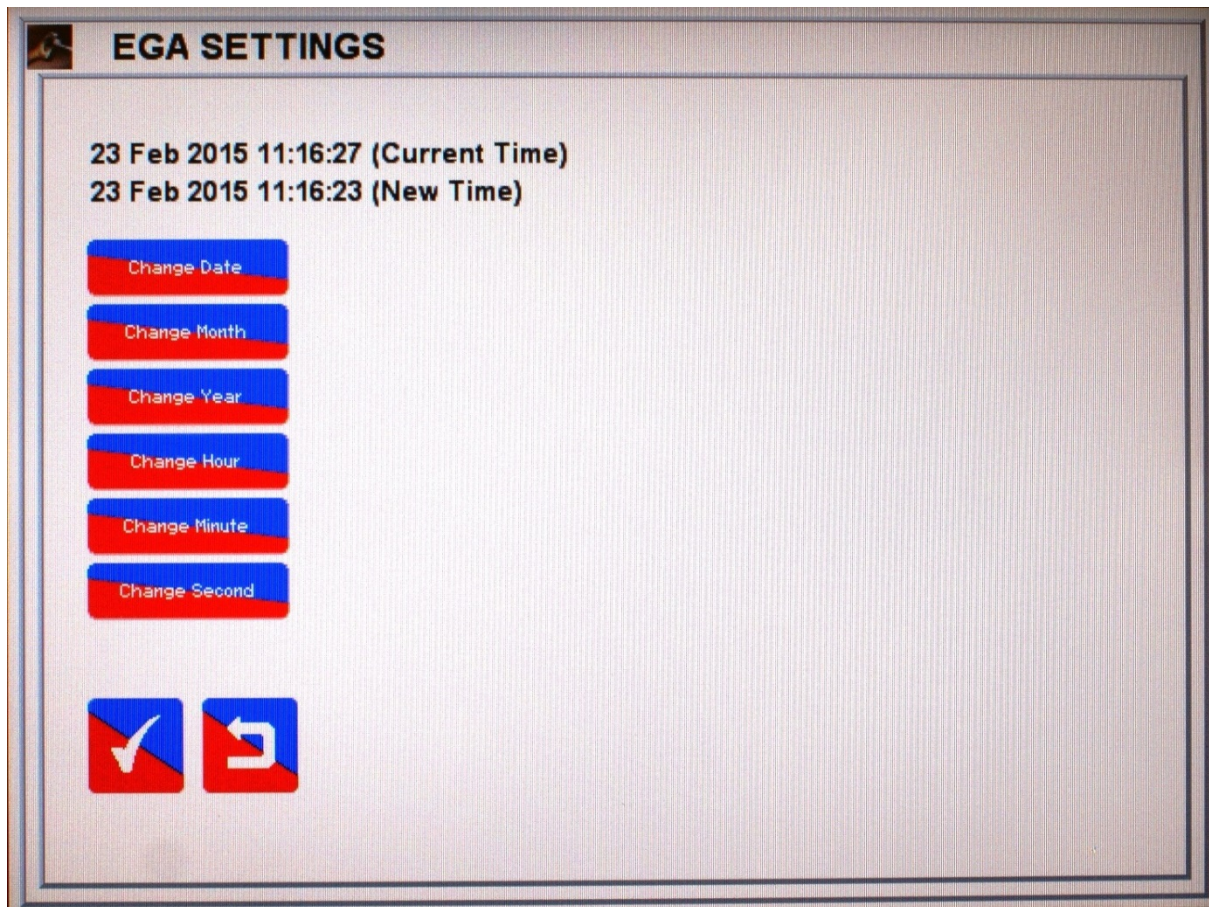 EGA SETTINGS
23 Feb 2015 11:16:27 (Current Time)
23 Feb 2015 11:16:23 (New Time)
Change Date
Change Month
Change Year
Change Hour
Change Minute
Change Second